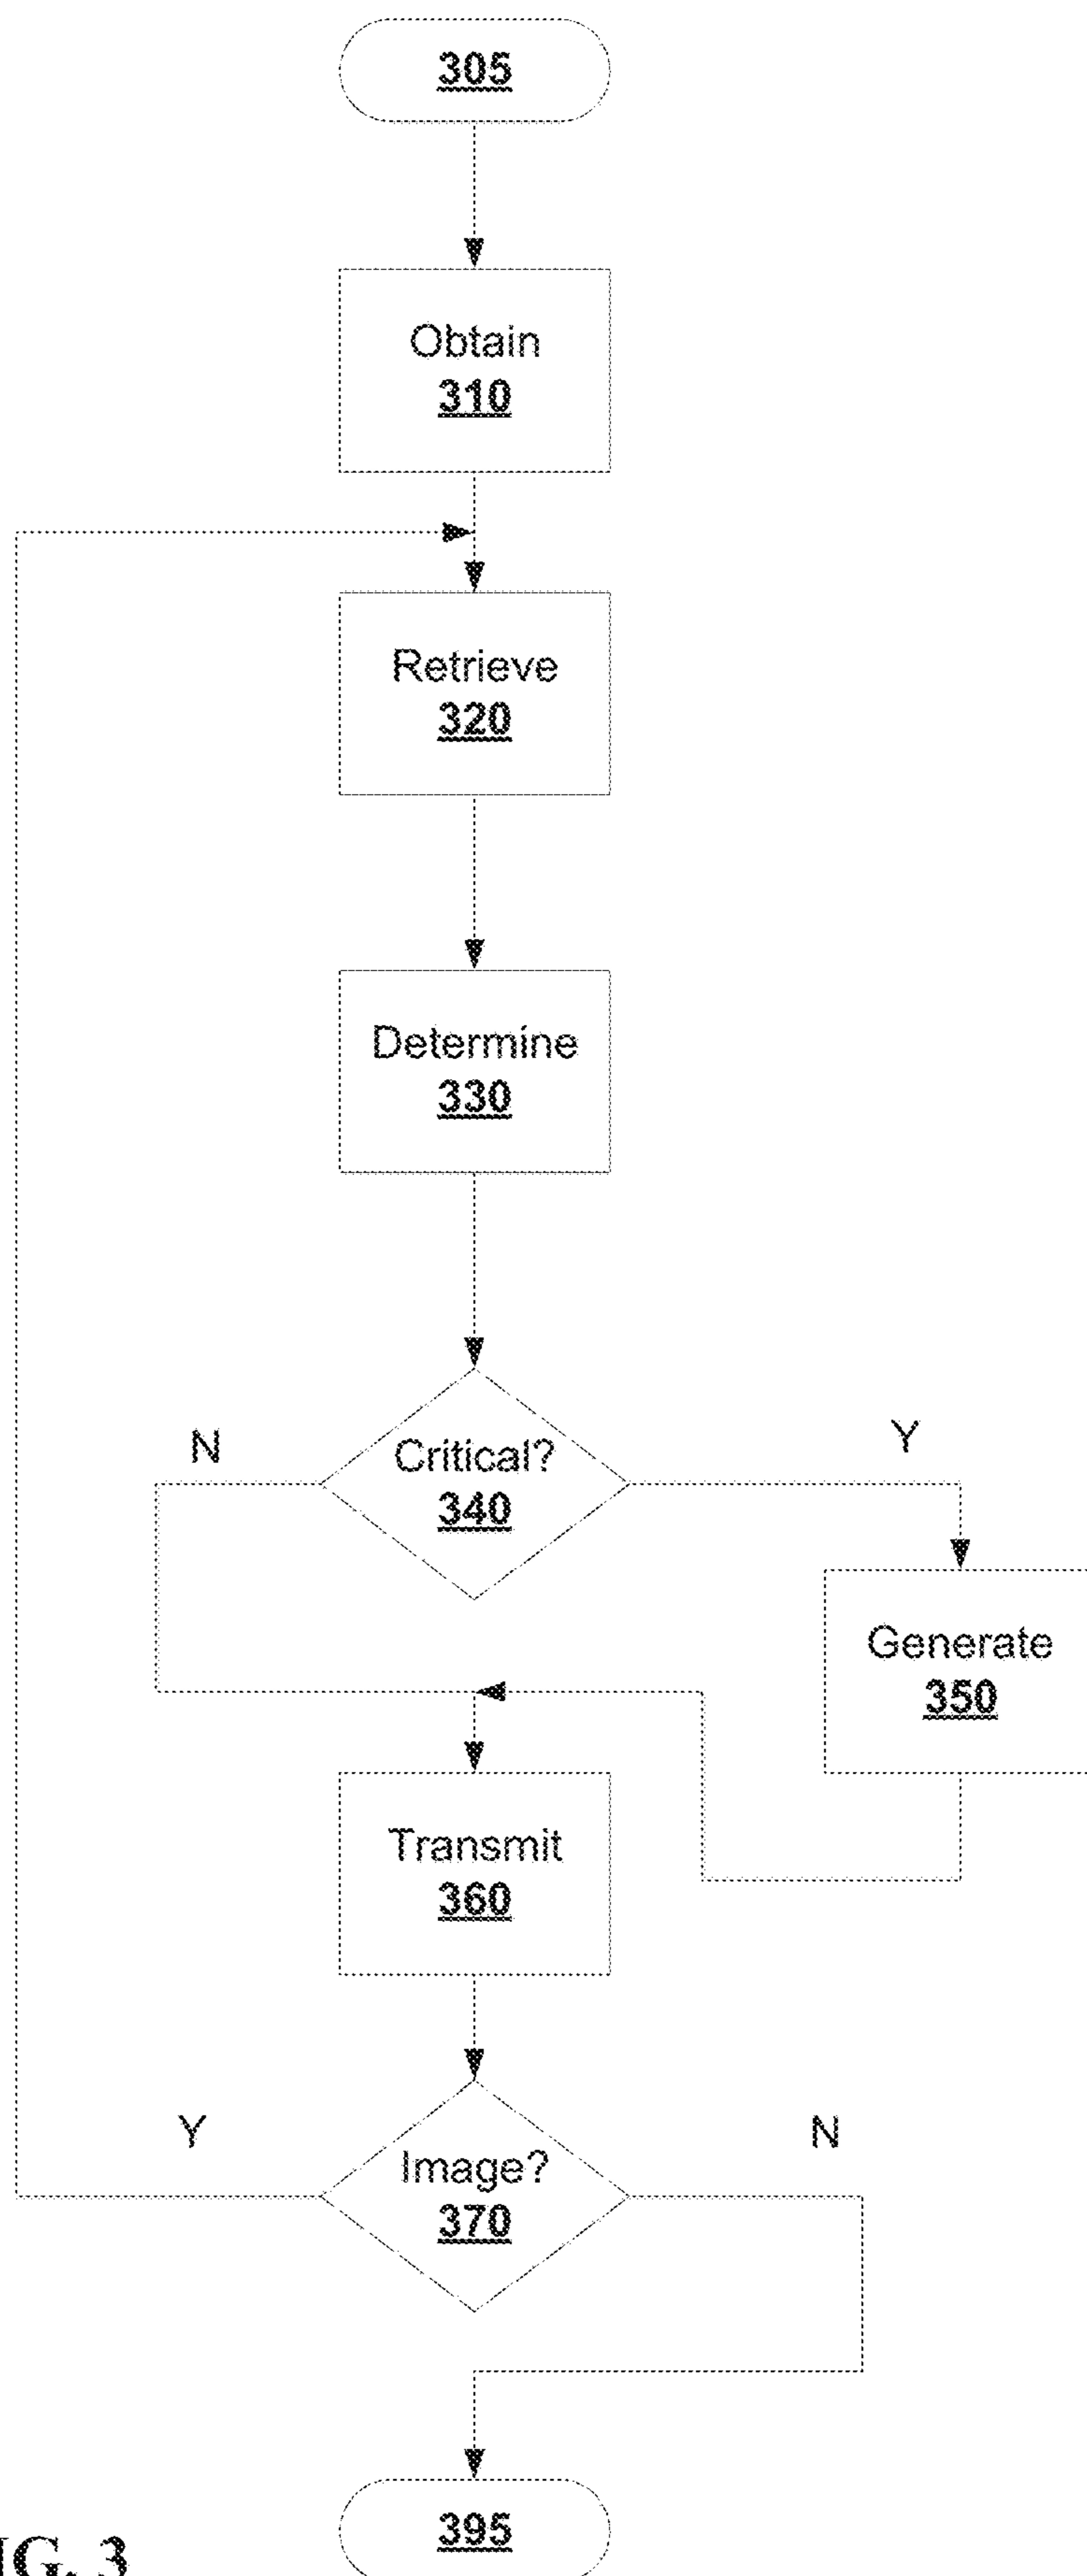 305
Obtain
310
Retrieve
320
Determine
330
N
Critical?
340
Y
Generate
350
Transmit
360
Y
Image?
370
N
395
IG. 3